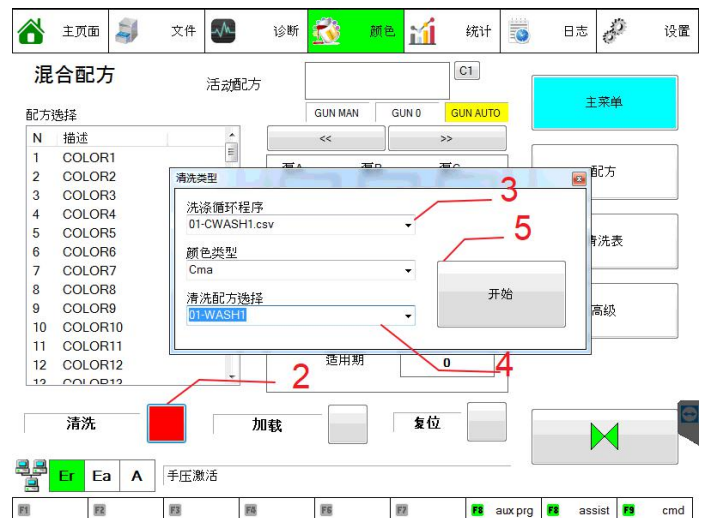 主页面 文件 诊断 颜色 统计 日志 设置
混合配方
活动配方
C1
主菜单
配方选择
GUN MAN GUN 0 GUN AUTO
N 描述
<< >>
1 COLOR1
2 COLOR2
3 COLOR3
4 COLOR4
5 COLOR5
6 COLOR6
7 COLOR7
8 COLOR8
9 COLOR9
10 COLOR10
11 COLOR11
12 COLOR12
配方
清洗表
高级
清洗类型
洗涤循环程序
3
01-CWASH1.csv
5
颜色类型
Cma
开始
清洗配方选择
01-WASH1
4
适用期 0
2
清洗 加载 复位
Er Ea A 手压激活
F1 F2 F3 F4 F6 F7 F8 aux prg F8 assist F9 cmd